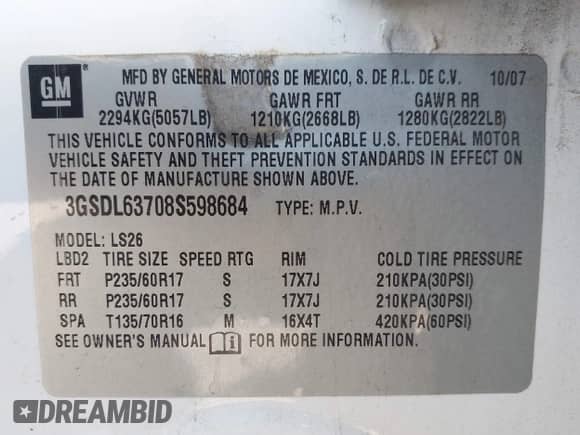 GM ®
MFD BY GENERAL MOTORS DE MEXICO, S. DE R.L. DE C.V. 10/07
GVWR GAWR FRT GAWR RR
2294KG(5057LB) 1210KG(2668LB) 1280KG(2822LB)
THIS VEHICLE CONFORMS TO ALL APPLICABLE U.S. FEDERAL MOTOR
VEHICLE SAFETY AND THEFT PREVENTION STANDARDS IN EFFECT ON
THE DATE OF MANUFACTURE SHOWN ABOVE.
3GSDL63708S598684 TYPE: M.P.V.
MODEL: LS26
LBD2 TIRE SIZE SPEED RTG RIM COLD TIRE PRESSURE
FRT P235/60R17 S 17X7J 210KPA(30PSI)
RR P235/60R17 S 17X7J 210KPA(30PSI)
SPA T135/70R16 M 16X4T 420KPA(60PSI)
SEE OWNER'S MANUAL FOR MORE INFORMATION.
DREAMBID